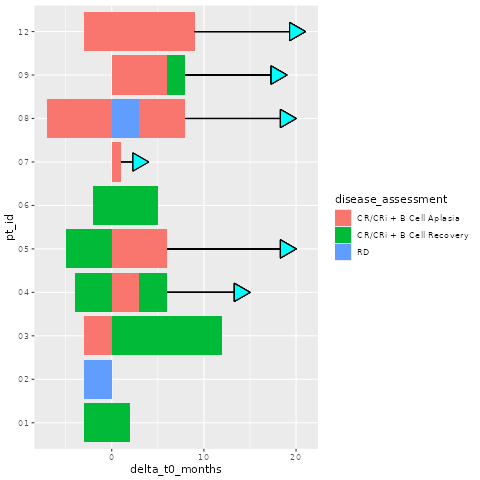 12
09
08
07
06
05
04
03
02
01
pt_id
0
10
20
delta_t0_months
disease_assessment
CR/CRi + B Cell Aplasia
CR/CRi + B Cell Recovery
RD